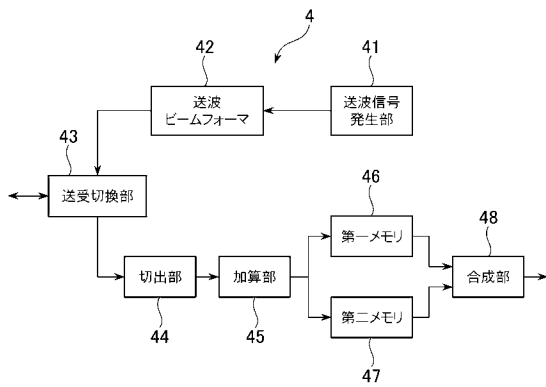 4
42
41
送波
ビームフォーマ
送波信号
発生部
43
送受切換部
46
第一メモリ
48
切出部
加算部
合成部
44
45
第二メモリ
47